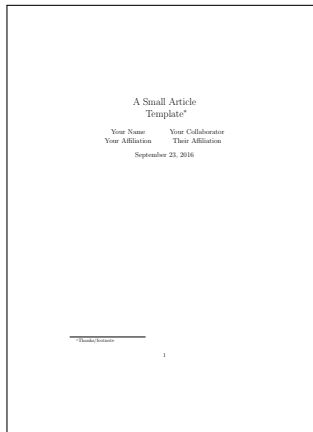 A Small Article
Template*
Your Name Your Collaborator
Your Affiliation Their Affiliation
September 23, 2016
*Thanks/footnote
1